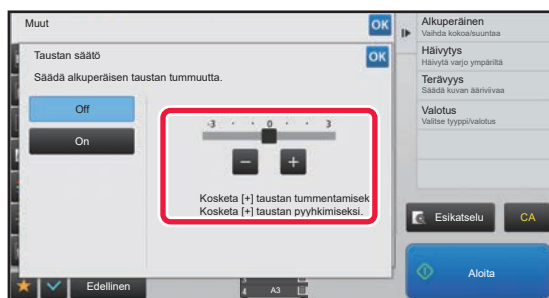 Muut
OK
Taustan säätö
OK
Säädä alkuperäisen taustan tummuutta.
Off
On
-3 0 3
Kosketa [+] taustan tummentamisek
Kosketa [+] taustan pyyhkimiseksi.
Edellinen
3
4 A3
Alkuperäinen
Vaihda kokoa/suuntaa
Häivytys
Häivytä varjo ympäriltä
Terävyys
Säädä kuvan ääriviivaa
Valotus
Valitse tyyppi/valotus
Esikatselu
CA
Aloita